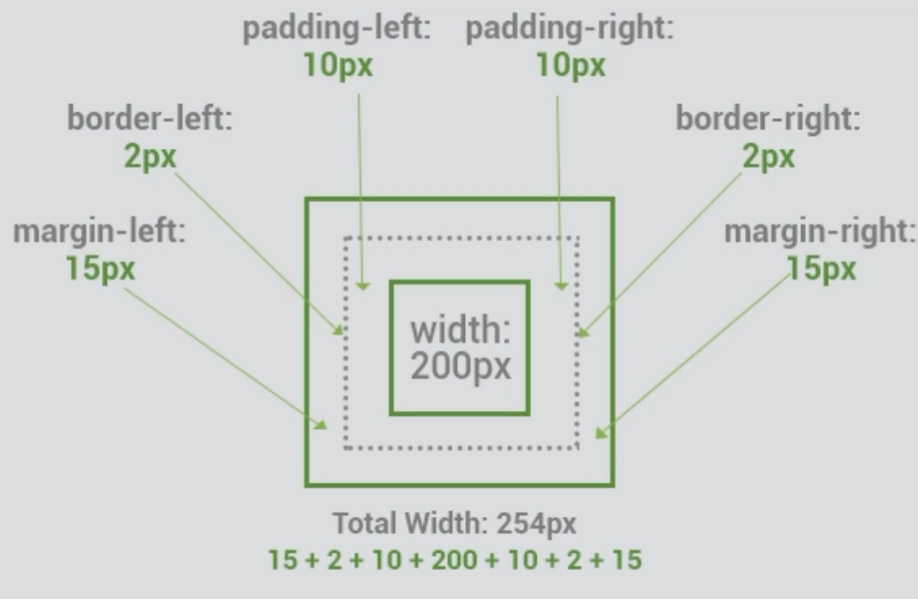 padding-left:
10px
padding-right:
10px
border-left:
2px
border-right:
2px
margin-left:
15px
margin-right:
15px
width:
200px
Total Width: 254px
15 + 2 + 10 + 200 + 10 + 2 + 15